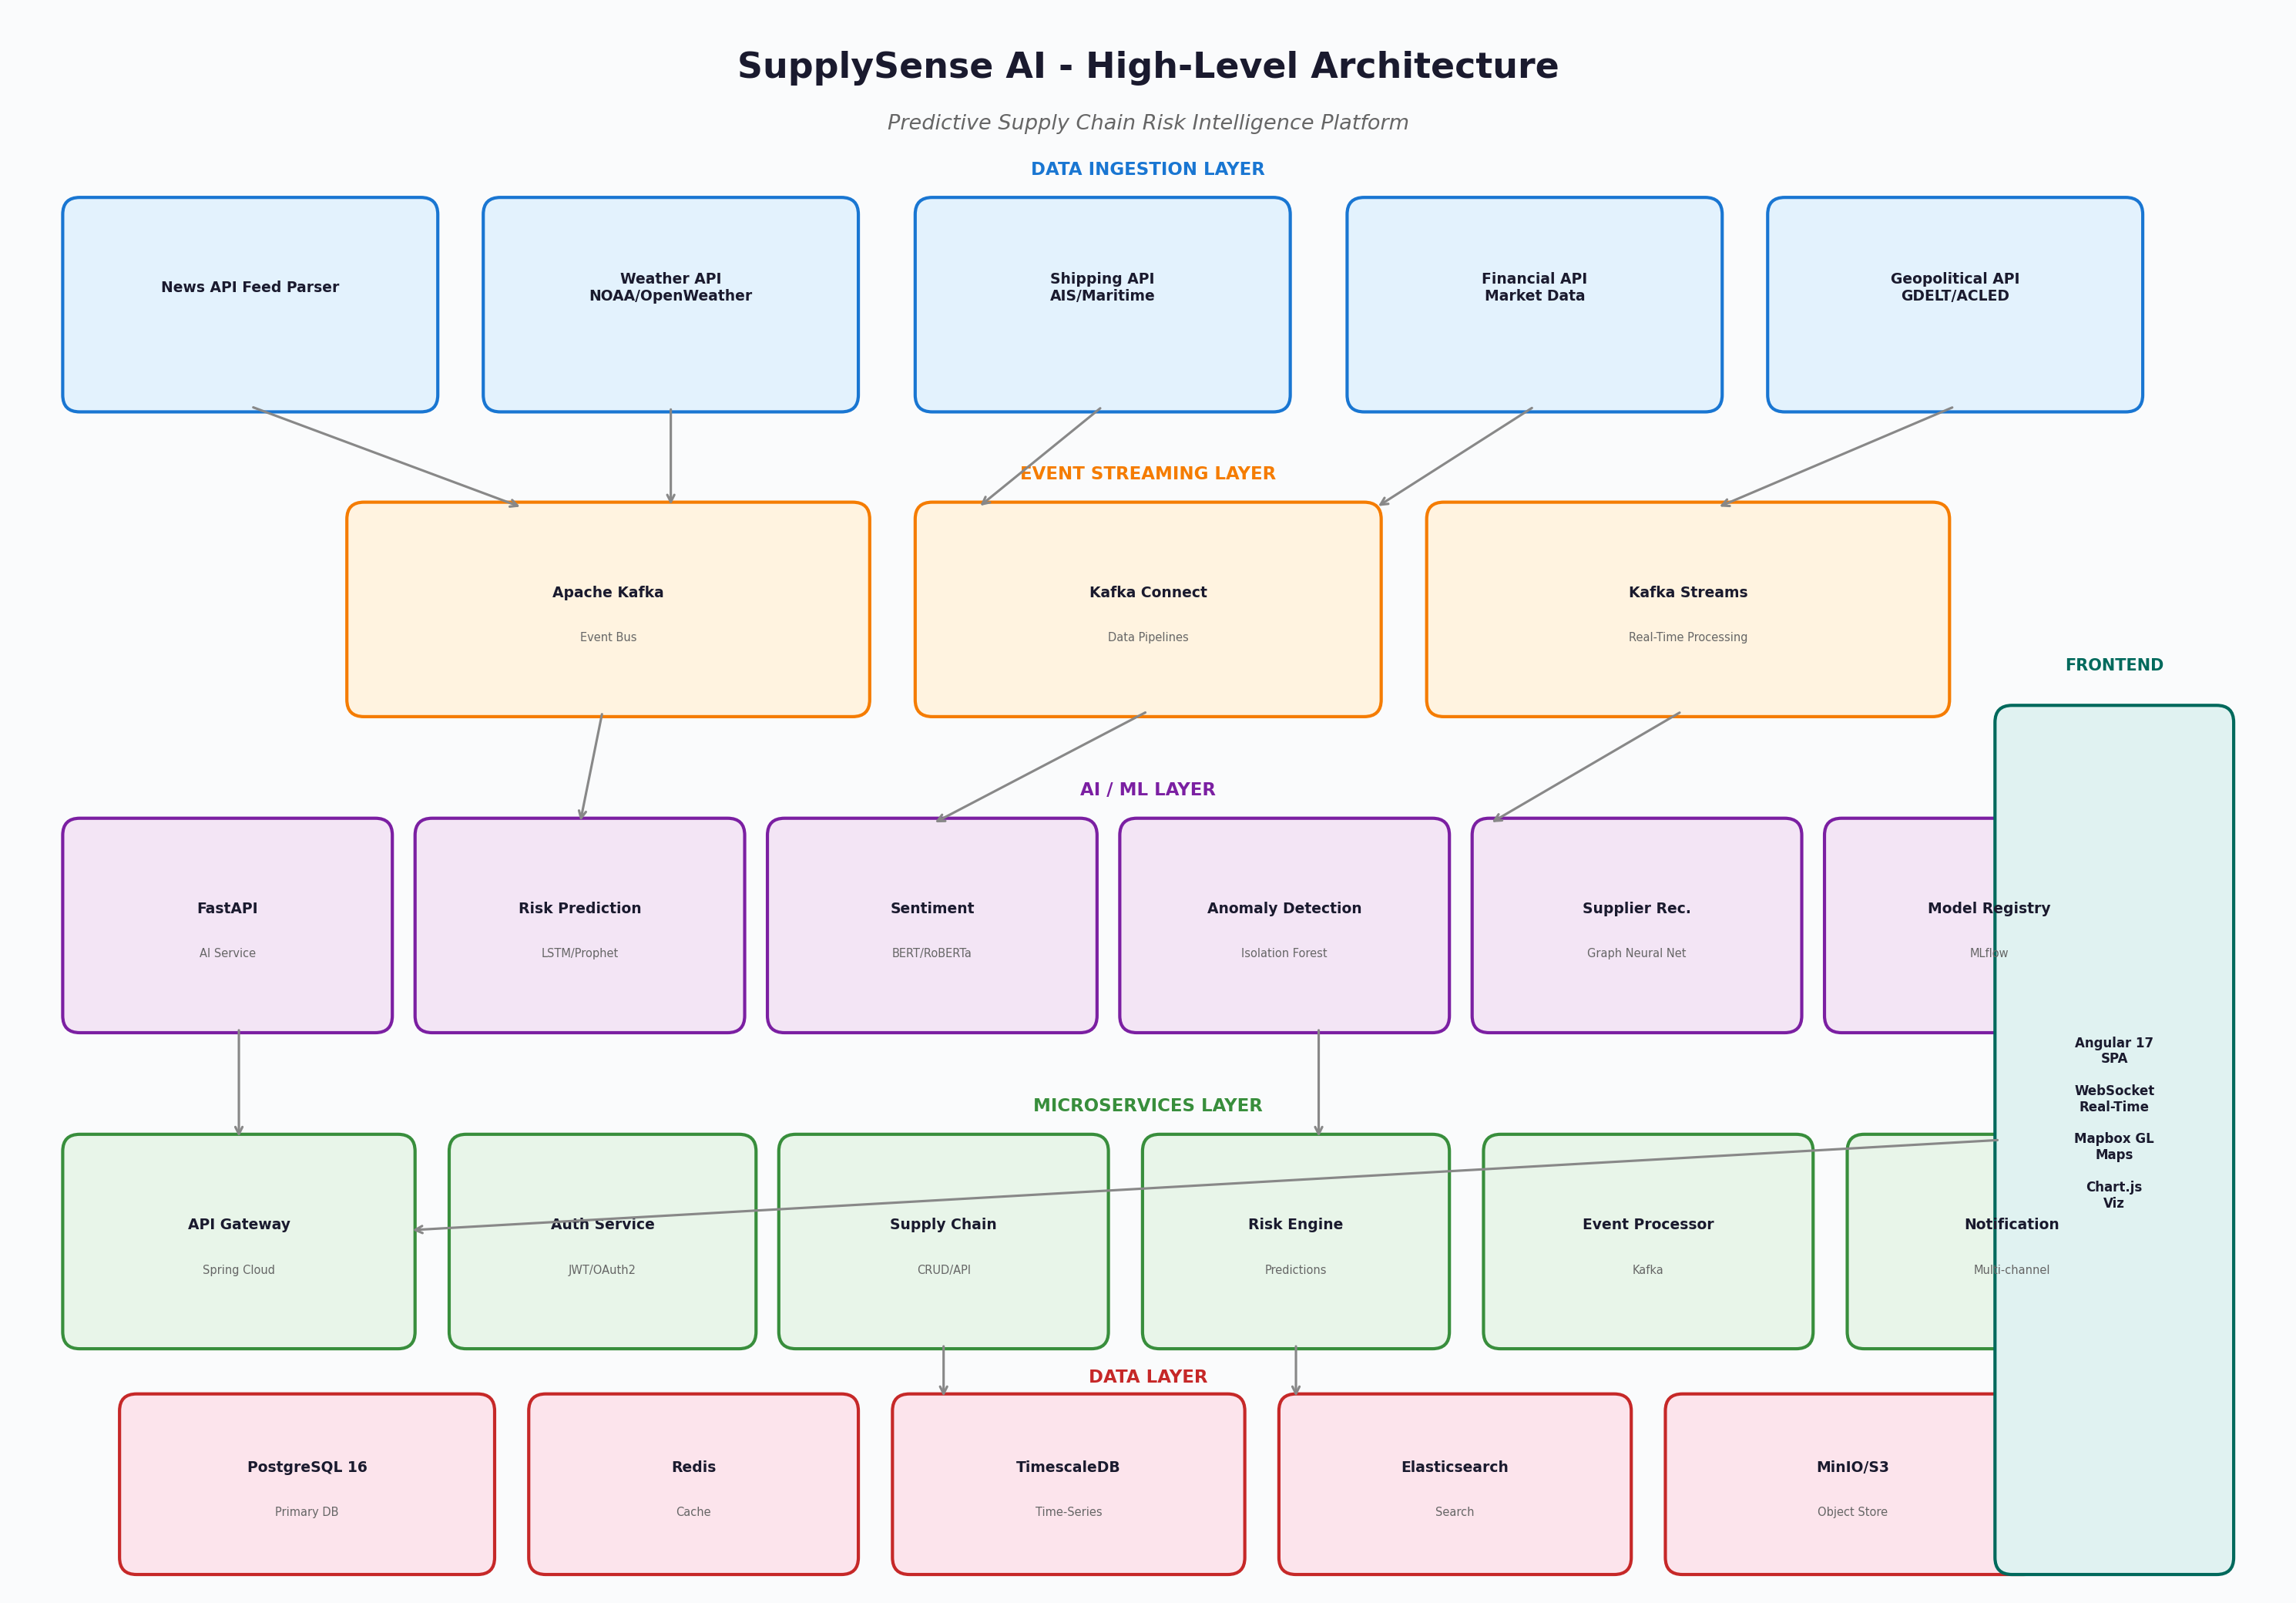 SupplySense AI - High-Level Architecture
Predictive Supply Chain Risk Intelligence Platform
DATA INGESTION LAYER
News API Feed Parser
Weather API
NOAA/OpenWeather
Shipping API
AIS/Maritime
Financial API
Market Data
Geopolitical API
GDELT/ACLED
EVENT STREAMING LAYER
Apache Kafka
Event Bus
Kafka Connect
Data Pipelines
Kafka Streams
Real-Time Processing
FRONTEND
AI / ML LAYER
FastAPI
AI Service
Risk Prediction
LSTM/Prophet
Sentiment
BERT/RoBERTa
Anomaly Detection
Isolation Forest
Supplier Rec.
Graph Neural Net
Model Registry
MLflow
Angular 17
SPA
WebSocket
Real-Time
Mapbox GL
Maps
Chart.js
Viz
MICROSERVICES LAYER
API Gateway
Spring Cloud
Auth Service
JWT/OAuth2
Supply Chain
CRUD/API
Risk Engine
Predictions
Event Processor
Kafka
Notification
Multi-channel
DATA LAYER
PostgreSQL 16
Primary DB
Redis
Cache
TimescaleDB
Time-Series
Elasticsearch
Search
MinIO/S3
Object Store